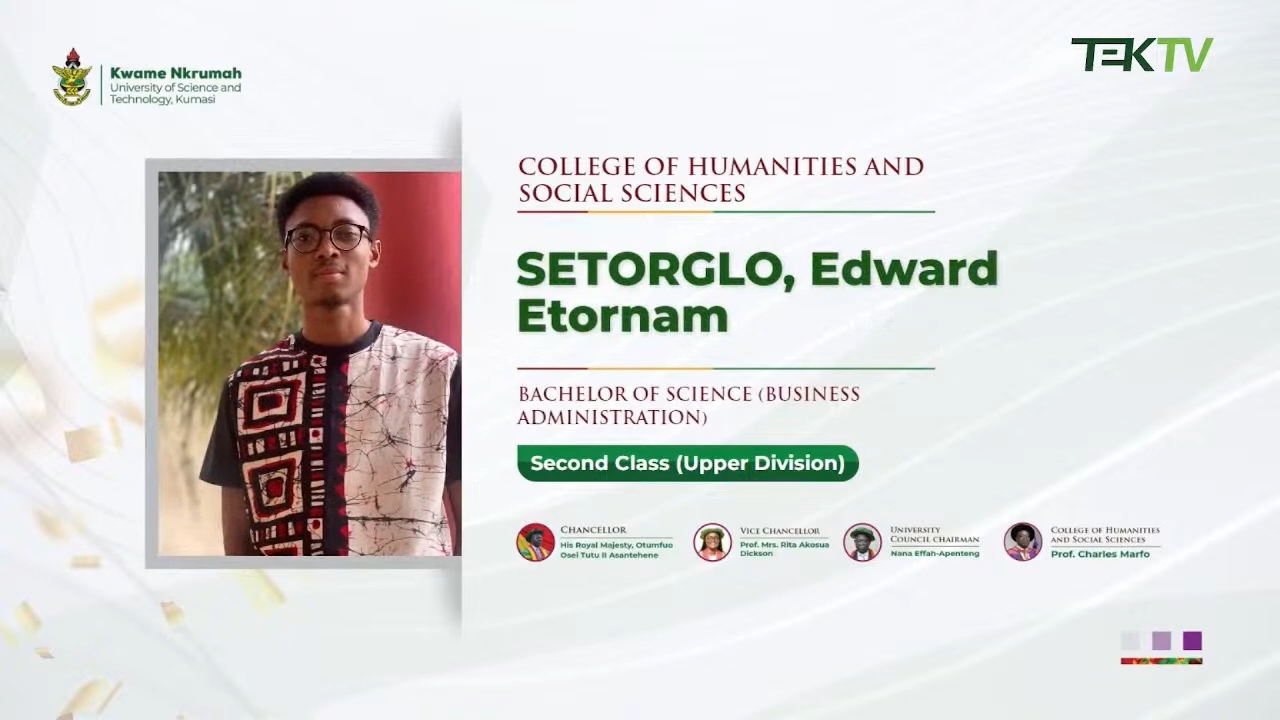 Kwame Nkrumah
University of Science and
Technology, Kumasi
TEKTV
COLLEGE OF HUMANITIES AND
SOCIAL SCIENCES
SETORGLO, Edward
Etornam
BACHELOR OF SCIENCE (BUSINESS
ADMINISTRATION)
Second Class (Upper Division)
CHANCELLOR
His Royal Majesty, Otumfuo
Osei Tutu II Asantehene
VICE CHANCELLOR
Prof. Mrs. Rita Akosua
Dickson
UNIVERSITY
COUNCIL CHAIRMAN
Nana Effah-Apenteng
COLLEGE OF HUMANITIES
AND SOCIAL SCIENCES
Prof. Charles Marfo